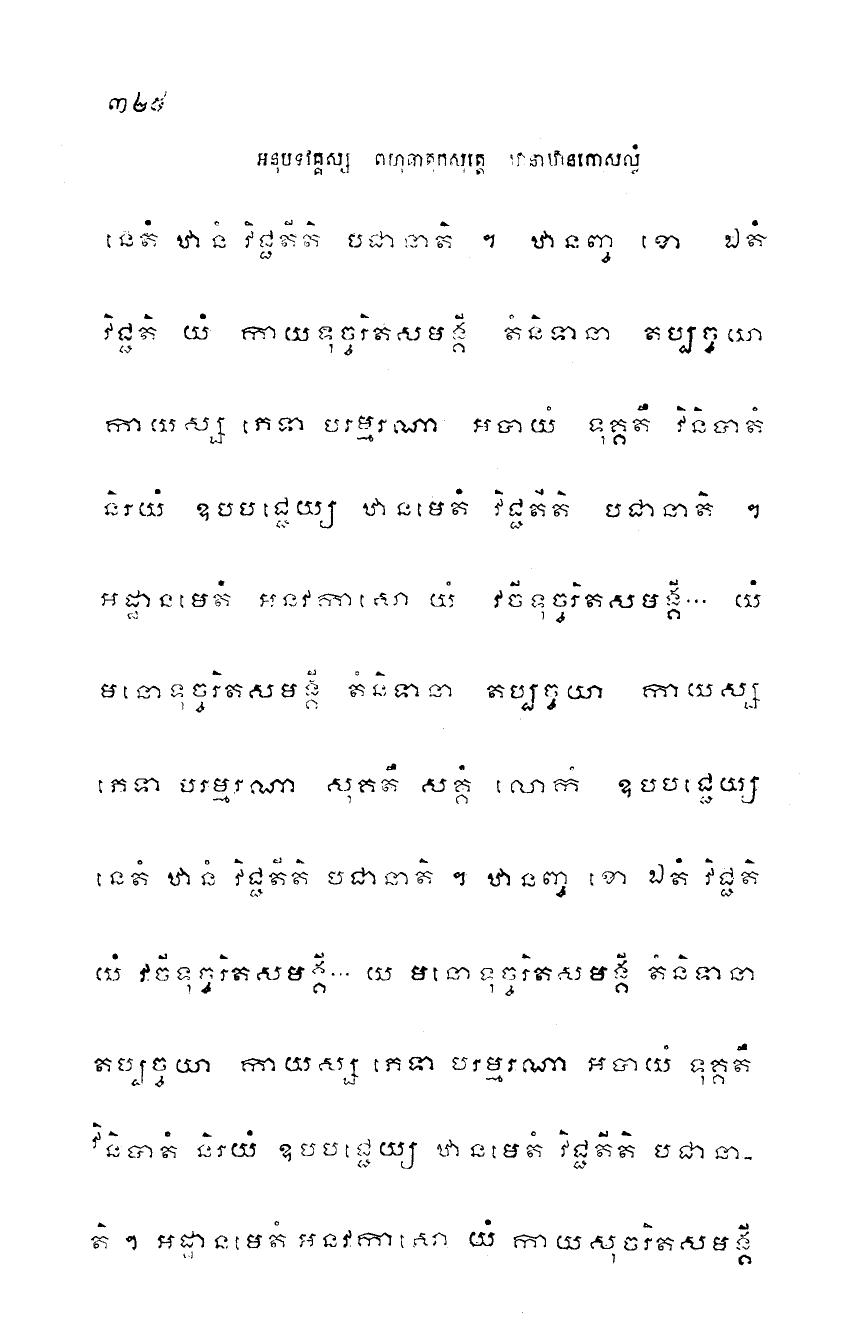 ៣២៩
អនុបទវគ្គស្ស ពហុធាតុកសុត្តេ ឋានាឋានកោសល្លំ
នេតំ ឋានំ វិជ្ជតីតិ បជានាតិ ។ ឋានញ្ច ខោ ឯតំ
វិជ្ជតិ យំ កាយទុច្ចរិតសមង្គី តំនិទានា តប្បច្ចយា
កាយស្ស ភេទា បរម្មរណា អបាយំ ទុគ្គតឹ វិនិបាតំ
និរយំ ឧបបជ្ជេយ្យ ឋានមេតំ វិជ្ជតីតិ បជានាតិ ។
អដ្ឋានមេតំ អនវកាសោ យំ វចីទុច្ចរិតសមង្គី... យំ
មនោទុច្ចរិតសមង្គី តំនិទានា តប្បច្ចយា កាយស្ស
ភេទា បរម្មរណា សុគតឹ សគ្គំ លោកំ ឧបបជ្ជេយ្យ
នេតំ ឋានំ វិជ្ជតីតិ បជានាតិ ។ ឋានញ្ច ខោ ឯតំ វិជ្ជតិ
យំ វចីទុច្ចរិតសមង្គី... យ មនោទុច្ចរិតសមង្គី តំនិទានា
តប្បច្ចយា កាយស្ស ភេទា បរម្មរណា អបាយំ ទុគ្គតឹ
វិនិបាតំ និរយំ ឧបបជ្ជេយ្យ ឋានមេតំ វិជ្ជតីតិ បជានា-
តិ ។ អដ្ឋានមេតំ អនវកាសោ យំ កាយសុចរិតសមង្គី